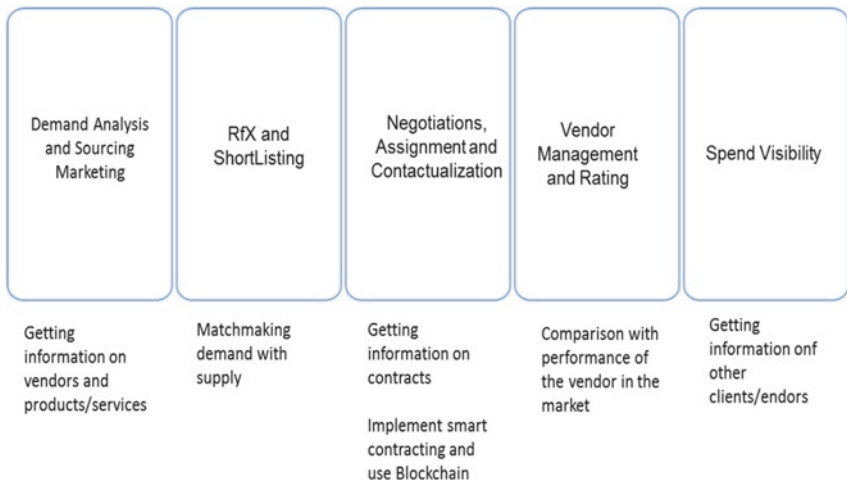 Demand Analysis
and Sourcing
Marketing
RfX and
ShortListing
Negotiations,
Assignment and
Contactualization
Vendor
Management
and Rating
Spend Visibility
Getting
information on
vendors and
products/services
Matchmaking
demand with
supply
Getting
information on
contracts
Implement smart
contracting and
use Blockchain
Comparison with
performance of
the vendor in the
market
Getting
information onf
other
clients/endors